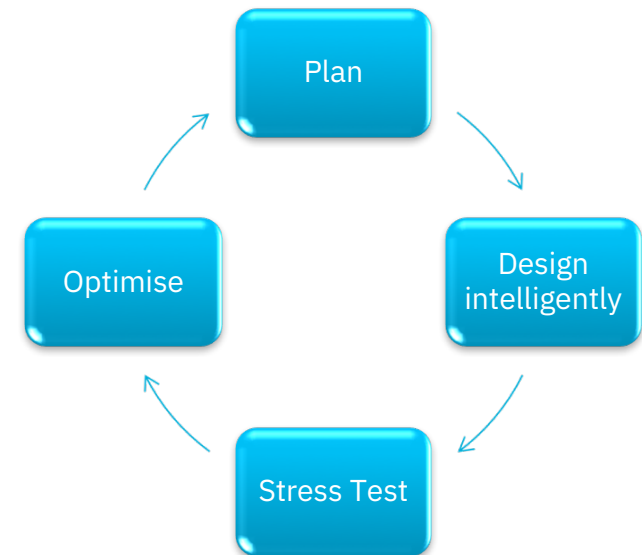 Plan
Design
intelligently
Stress Test
Optimise